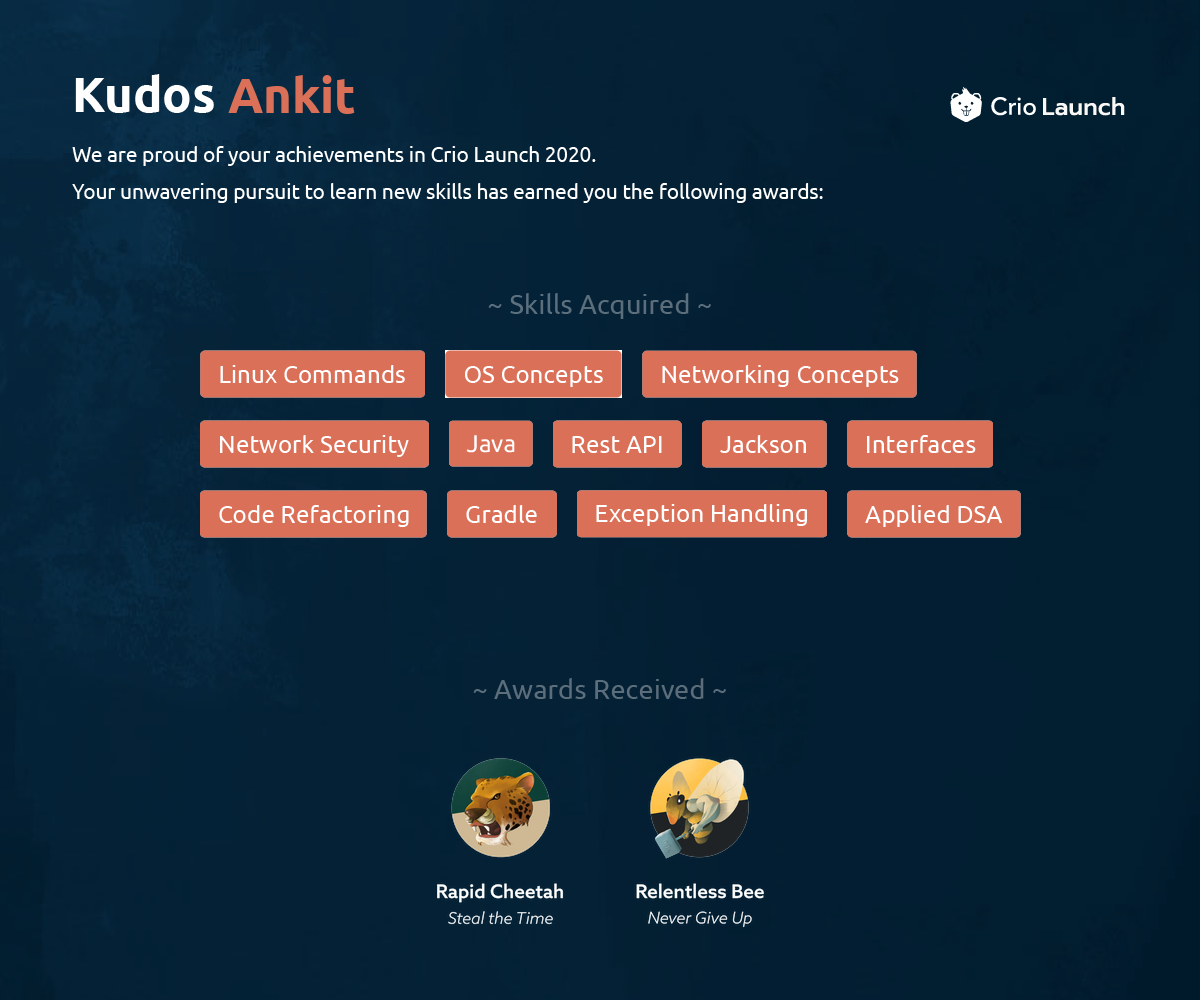 Kudos Ankit
Crio Launch
We are proud of your achievements in Crio Launch 2020.
Your unwavering pursuit to learn new skills has earned you the following awards:
~ Skills Acquired ~
Linux Commands OS Concepts Networking Concepts
Network Security Java Rest API Jackson Interfaces
Code Refactoring Gradle Exception Handling Applied DSA
~ Awards Received ~
Rapid Cheetah Relentless Bee
Steal the Time Never Give Up